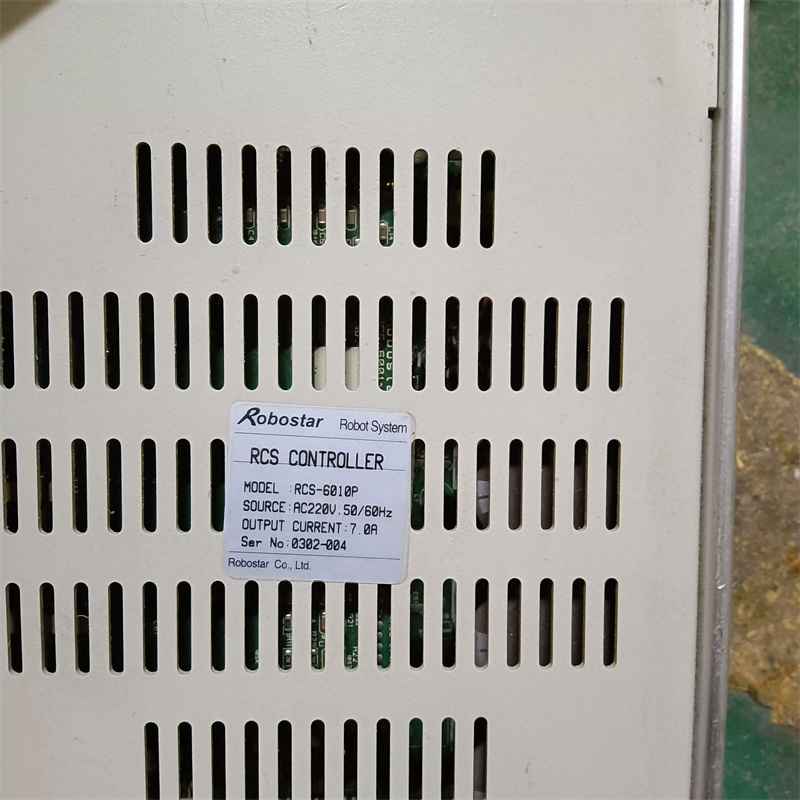 Robostar Robot System
RCS CONTROLLER
MODEL :RCS-6010P
SOURCE:AC220V.50/60Hz
OUTPUT CURRENT:7.0A
Ser No:0302-004
Robostar Co., Ltd.